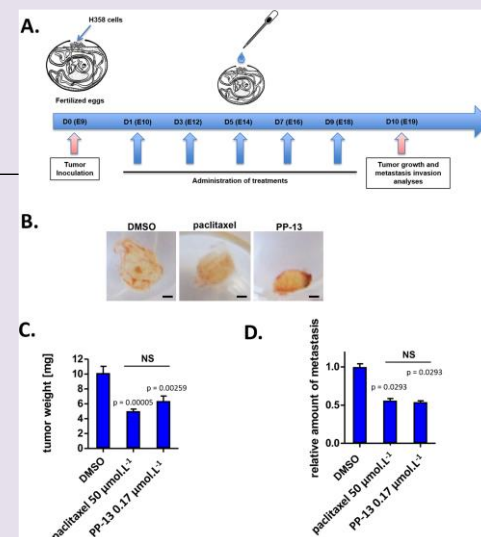 A.
H358 cells
Fertilized eggs
D0 (E9) D1 (E10) D3 (E12) D5 (E14) D7 (E16) D9 (E18) D10 (E19)
Tumor
Inoculation
Administration of treatments
Tumor growth and
metastasis invasion
analyses
B.
DMSO paclitaxel PP-13
C.
tumor weight [mg]
12
10
8
6
4
2
0
NS
p = 0.00005
p = 0.00259
DMSO
paclitaxel 50 µmol.L-1
PP-13 0.17 µmol.L-1
D.
relative amount of metastasis
1.0
0.5
0.0
NS
p = 0.0293
p = 0.0293
DMSO
paclitaxel 50 µmol.L-1
PP-13 0.17 µmol.L-1